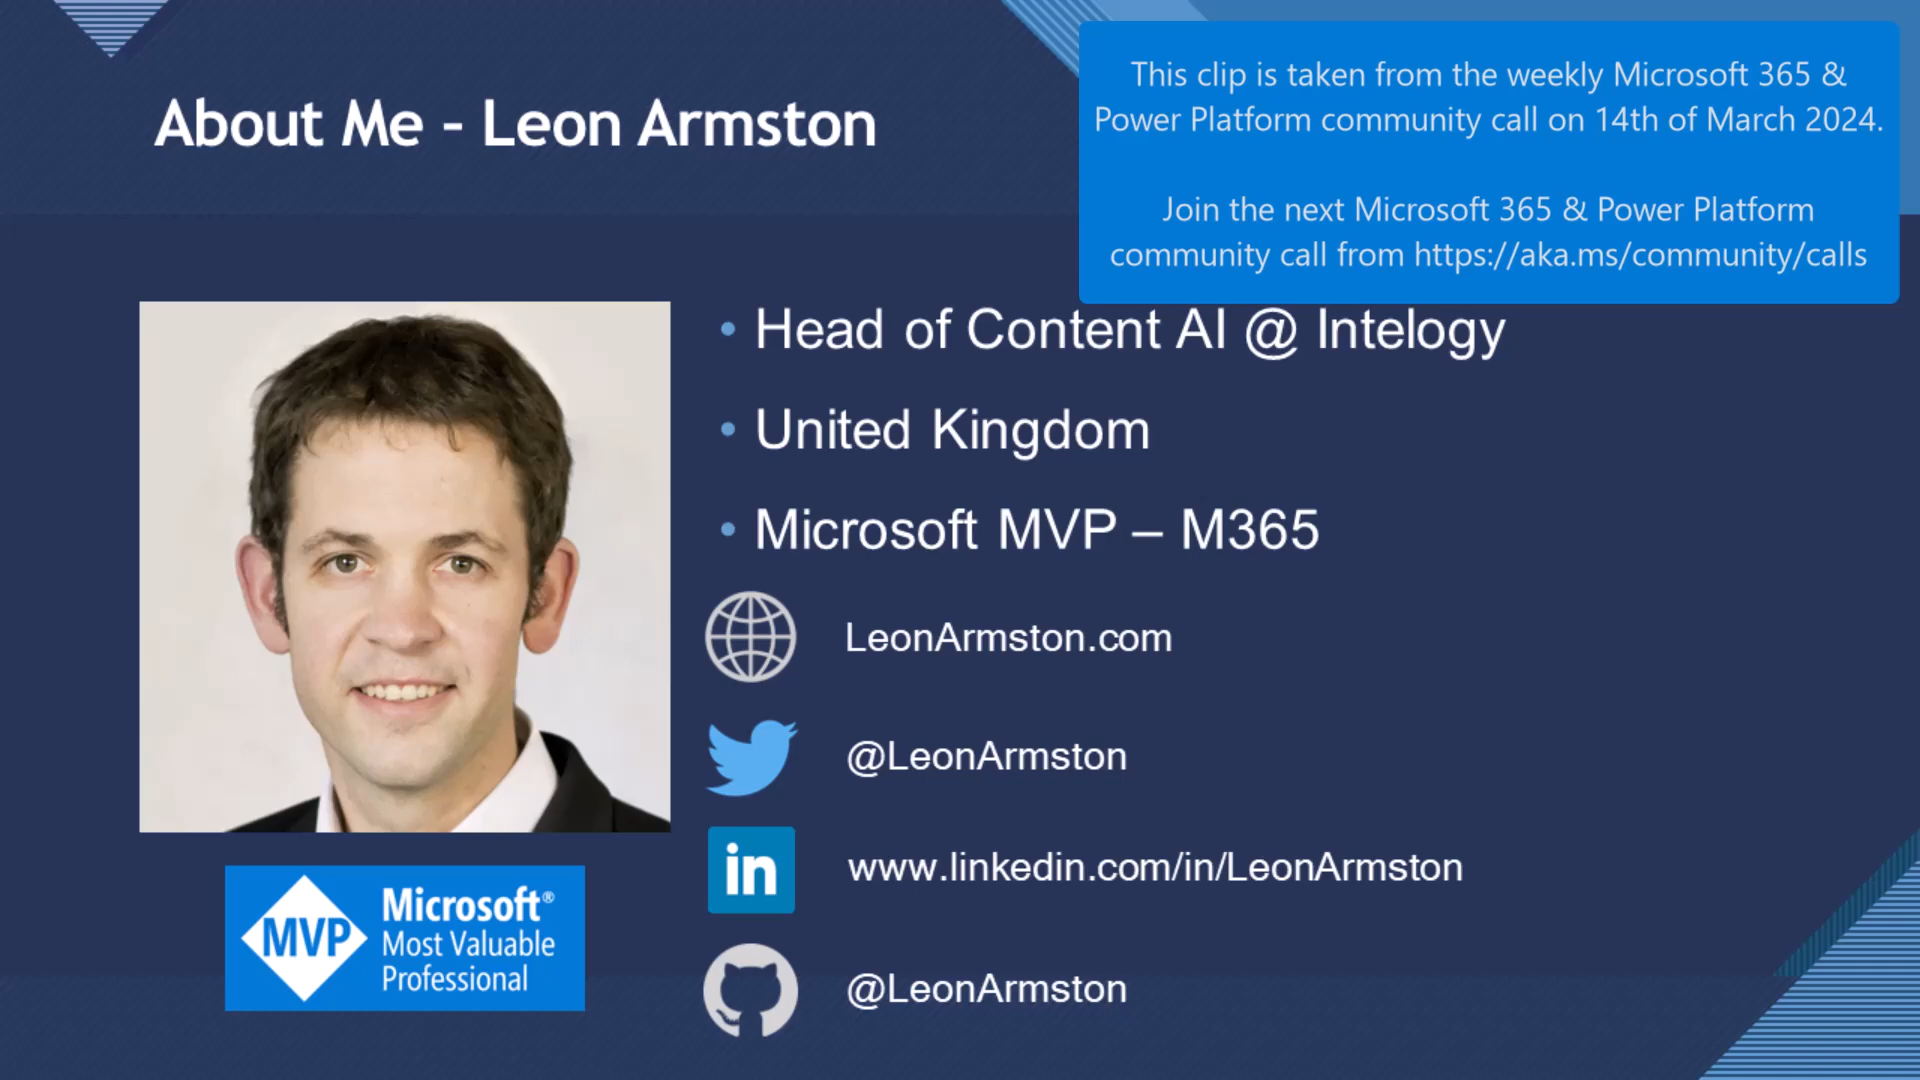 About Me - Leon Armston
This clip is taken from the weekly Microsoft 365 &
Power Platform community call on 14th of March 2024.
Join the next Microsoft 365 & Power Platform
community call from https://aka.ms/community/calls
• Head of Content AI @ Intelogy
• United Kingdom
• Microsoft MVP – M365
LeonArmston.com
@LeonArmston
in
www.linkedin.com/in/LeonArmston
@LeonArmston
MVP
Microsoft®
Most Valuable
Professional